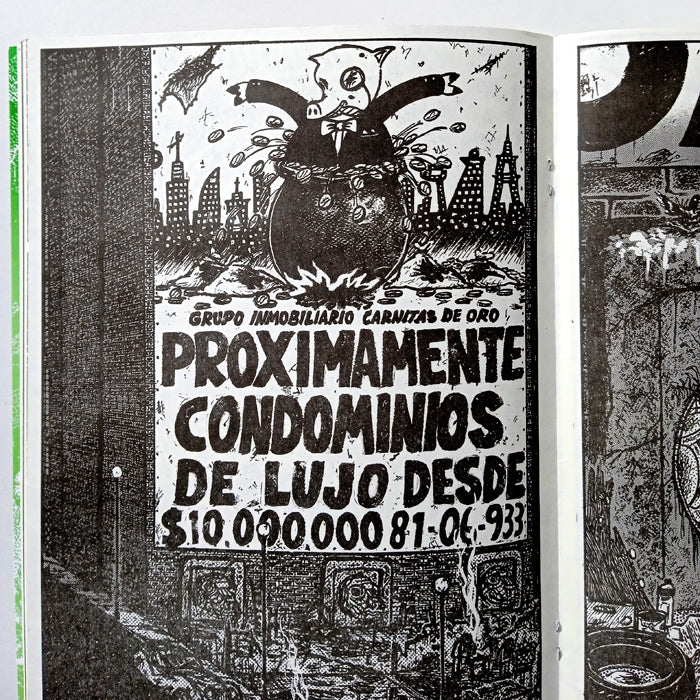 GRUPO INMOBILIARIO CARNITAS DE ORO
PROXIMAMENTE
CONDOMINIOS
DE LUJO DESDE
$10.000.000 81-06-933